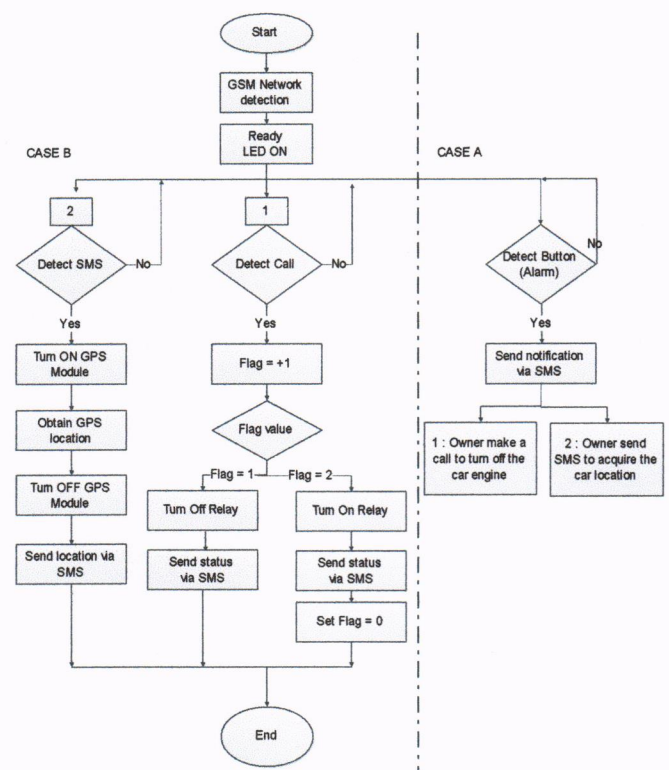 Start
GSM Network
detection
Ready
LED ON
CASE B
CASE A
2
1
Detect SMS
No
Detect Call
No
Detect Button
(Alarm)
No
Yes
Yes
Yes
Turn ON GPS
Module
Flag = +1
Send notification
via SMS
Obtain GPS
location
Flag value
1 : Owner make a
call to turn off the
car engine
2 : Owner send
SMS to acquire the
car location
Turn OFF GPS
Module
Flag = 1
Flag = 2
Turn Off Relay
Turn On Relay
Send location via
SMS
Send status
via SMS
Send status
via SMS
Set Flag = 0
End